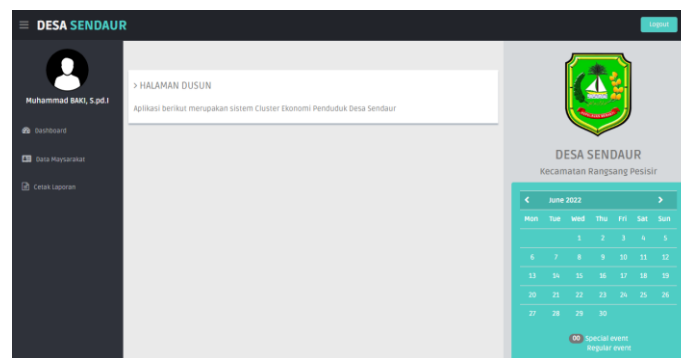 DESA SENDAUR
Logout
Muhammad BAKI, S.pd.I
Dashboard
Data Maysarakat
Cetak Laporan
> HALAMAN DUSUN
Aplikasi berikut merupakan sistem Cluster Ekonomi Penduduk Desa Sendaur
DESA SENDAUR
Kecamatan Rangsang Pesisir
< June 2022 >
Mon Tue Wed Thu Fri Sat Sun
1 2 3 4 5
6 7 8 9 10 11 12
13 14 15 16 17 18 19
20 21 22 23 24 25 26
27 28 29 30
00 Special event
Regular event